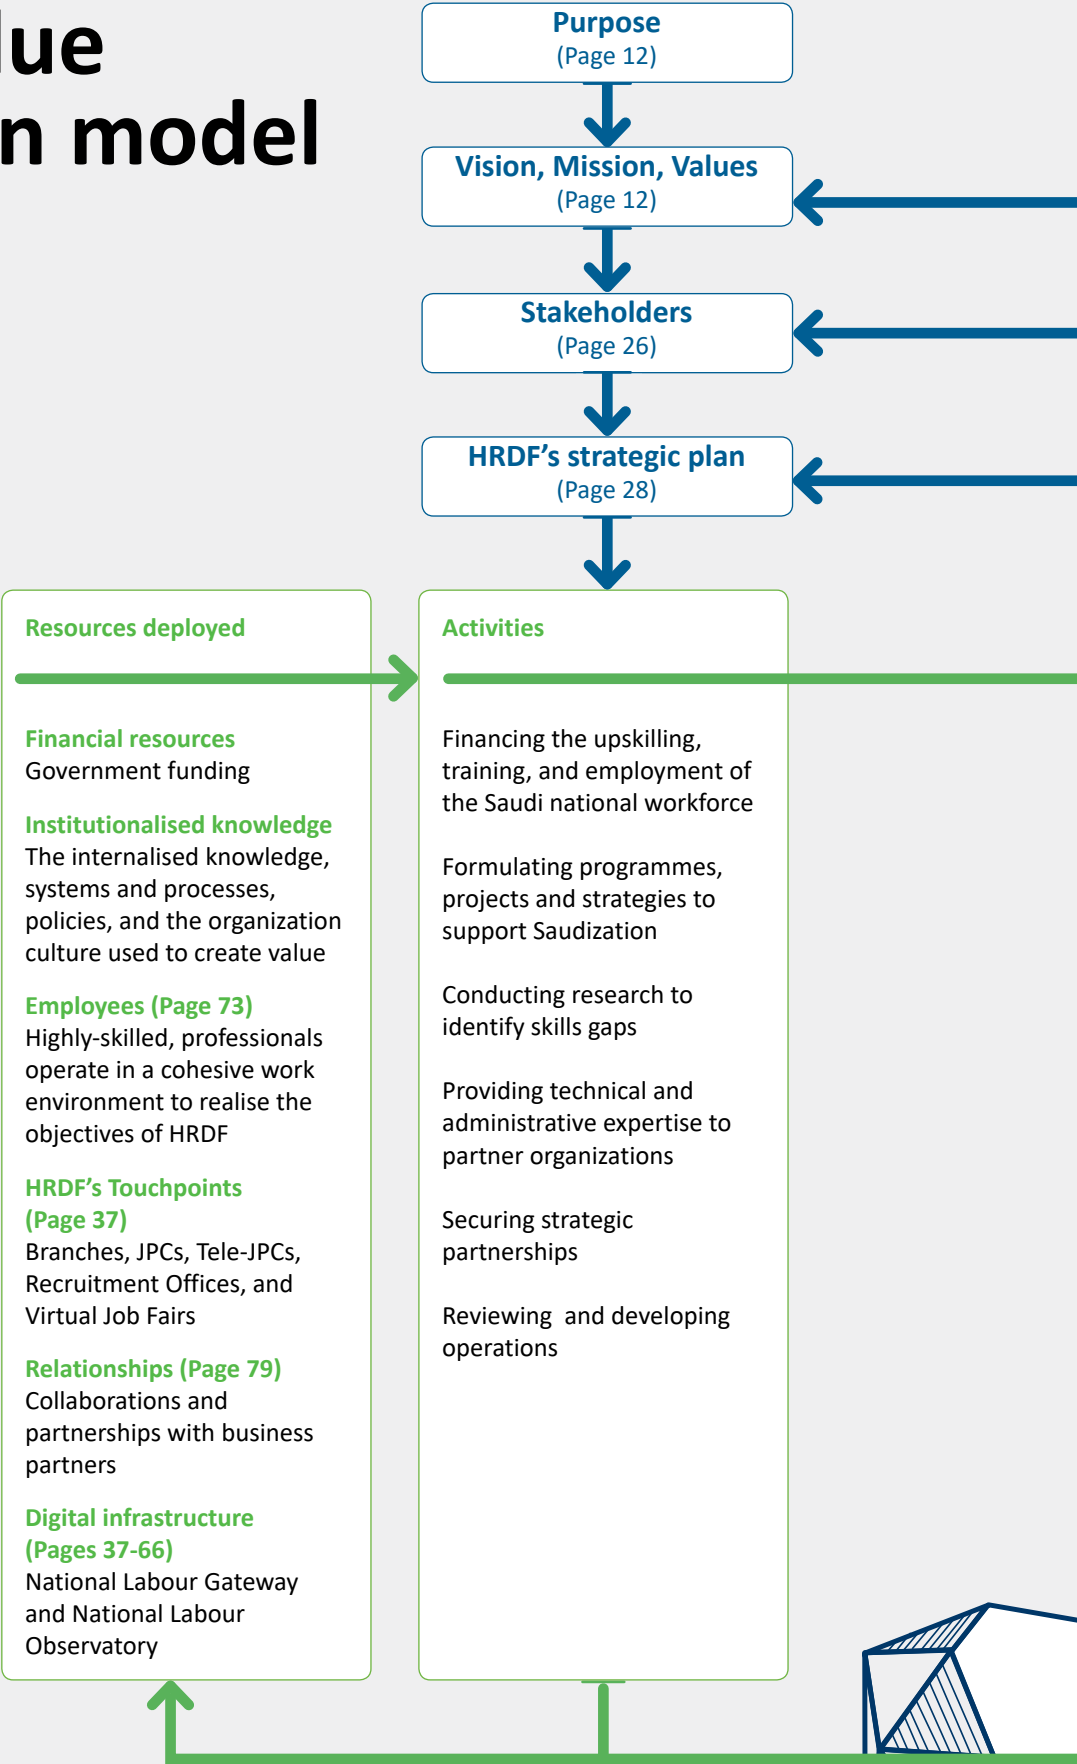 lue
n model
Purpose
(Page 12)
Vision, Mission, Values
(Page 12)
Stakeholders
(Page 26)
HRDF's strategic plan
(Page 28)
Resources deployed
Financial resources
Government funding
Institutionalised knowledge
The internalised knowledge,
systems and processes,
policies, and the organization
culture used to create value
Employees (Page 73)
Highly-skilled, professionals
operate in a cohesive work
environment to realise the
objectives of HRDF
HRDF's Touchpoints
(Page 37)
Branches, JPCs, Tele-JPCs,
Recruitment Offices, and
Virtual Job Fairs
Relationships (Page 79)
Collaborations and
partnerships with business
partners
Digital infrastructure
(Pages 37-66)
National Labour Gateway
and National Labour
Observatory
Activities
Financing the upskilling,
training, and employment of
the Saudi national workforce
Formulating programmes,
projects and strategies to
support Saudization
Conducting research to
identify skills gaps
Providing technical and
administrative expertise to
partner organizations
Securing strategic
partnerships
Reviewing  and developing
operations